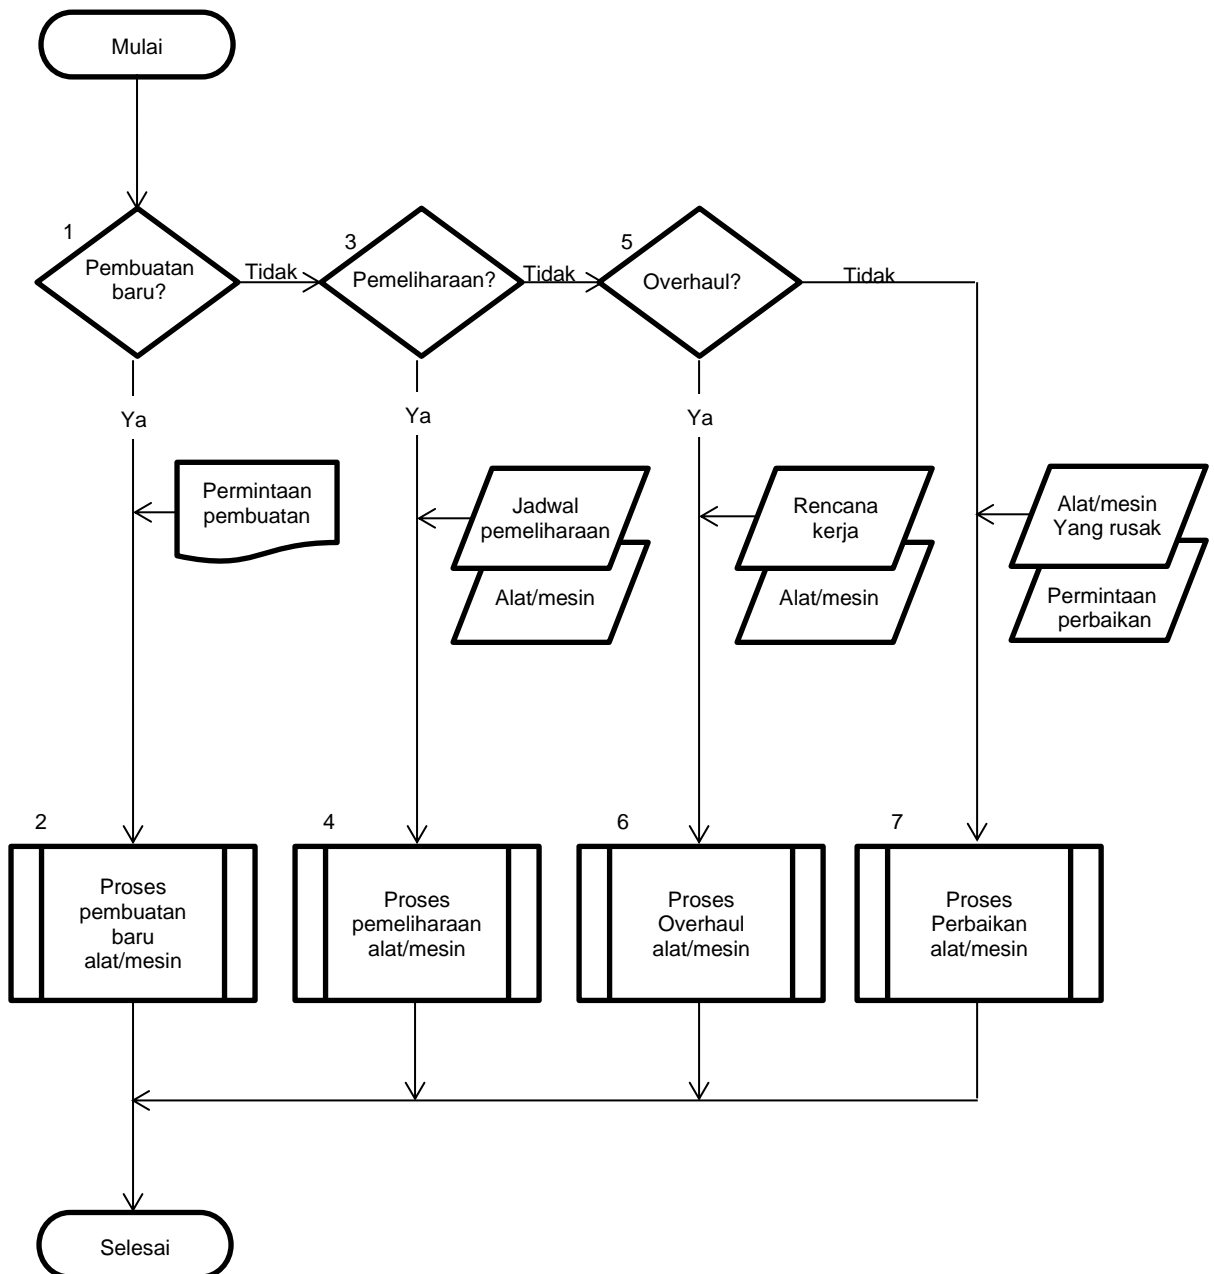 Mulai
1
Pembuatan
baru?
Tidak
3
Pemeliharaan?
Tidak
5
Overhaul?
Tidak
Ya
Ya
Ya
Permintaan
pembuatan
Jadwal
pemeliharaan
Alat/mesin
Rencana
kerja
Alat/mesin
Alat/mesin
Yang rusak
Permintaan
perbaikan
2
Proses
pembuatan
baru
alat/mesin
4
Proses
pemeliharaan
alat/mesin
6
Proses
Overhaul
alat/mesin
7
Proses
Perbaikan
alat/mesin
Selesai